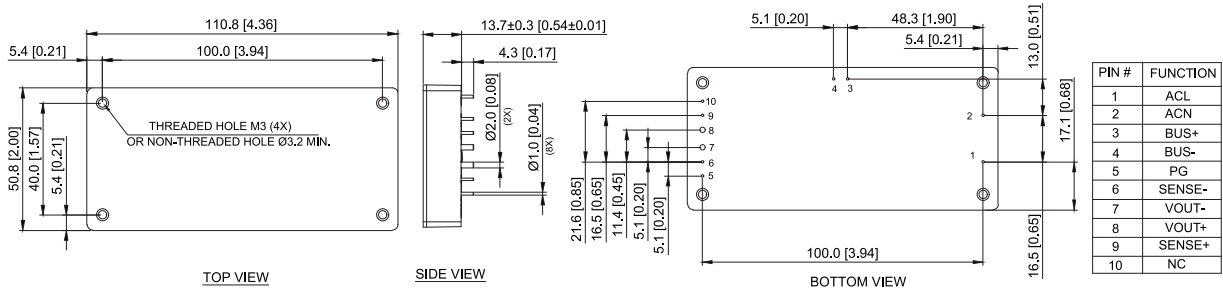 110.8 [4.36]
5.4 [0.21]
100.0 [3.94]
50.8 [2.00]
40.0 [1.57]
5.4 [0.21]
THREADED HOLE M3 (4X)
OR NON-THREADED HOLE Ø3.2 MIN.
TOP VIEW
13.7±0.3 [0.54±0.01]
4.3 [0.17]
Ø2.0 [0.08]
(2X)
Ø1.0 [0.04]
(8X)
SIDE VIEW
5.1 [0.20]
48.3 [1.90]
5.4 [0.21]
13.0 [0.51]
17.1 [0.68]
16.5 [0.65]
4 3
10
9
8
7
6
5
2
1
21.6 [0.85]
16.5 [0.65]
11.4 [0.45]
5.1 [0.20]
5.1 [0.20]
100.0 [3.94]
BOTTOM VIEW
PIN # FUNCTION
1 ACL
2 ACN
3 BUS+
4 BUS-
5 PG
6 SENSE-
7 VOUT-
8 VOUT+
9 SENSE+
10 NC